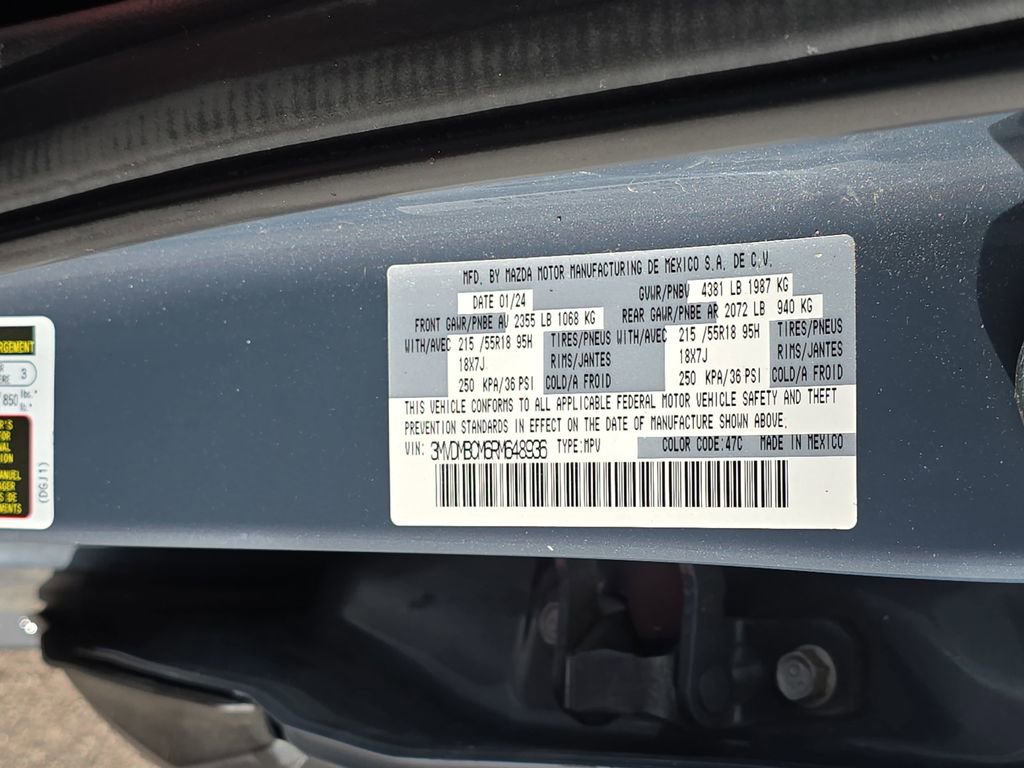 MFD. BY MAZDA MOTOR MANUFACTURING DE MEXICO S.A. DE C.V.
DATE 01/24 GVWR/PNBV 4381 LB 1987 KG
FRONT GAWR/PNBE AV 2355 LB 1068 KG REAR GAWR/PNBE AR 2072 LB 940 KG
WITH/AVEC 215 /55R18 95H TIRES/PNEUS WITH/AVEC 215 /55R18 95H TIRES/PNEUS
18X7J RIMS/JANTES 18X7J RIMS/JANTES
250 KPA/36 PSI COLD/A FROID 250 KPA/36 PSI COLD/A FROID
THIS VEHICLE CONFORMS TO ALL APPLICABLE FEDERAL MOTOR VEHICLE SAFETY AND THEFT
PREVENTION STANDARDS IN EFFECT ON THE DATE OF MANUFACTURE SHOWN ABOVE.
VIN: 3MVDMBCM6RM648936 TYPE:MPV COLOR CODE:47C MADE IN MEXICO
3
850 lbs.*
lb.*
(DGJ1)